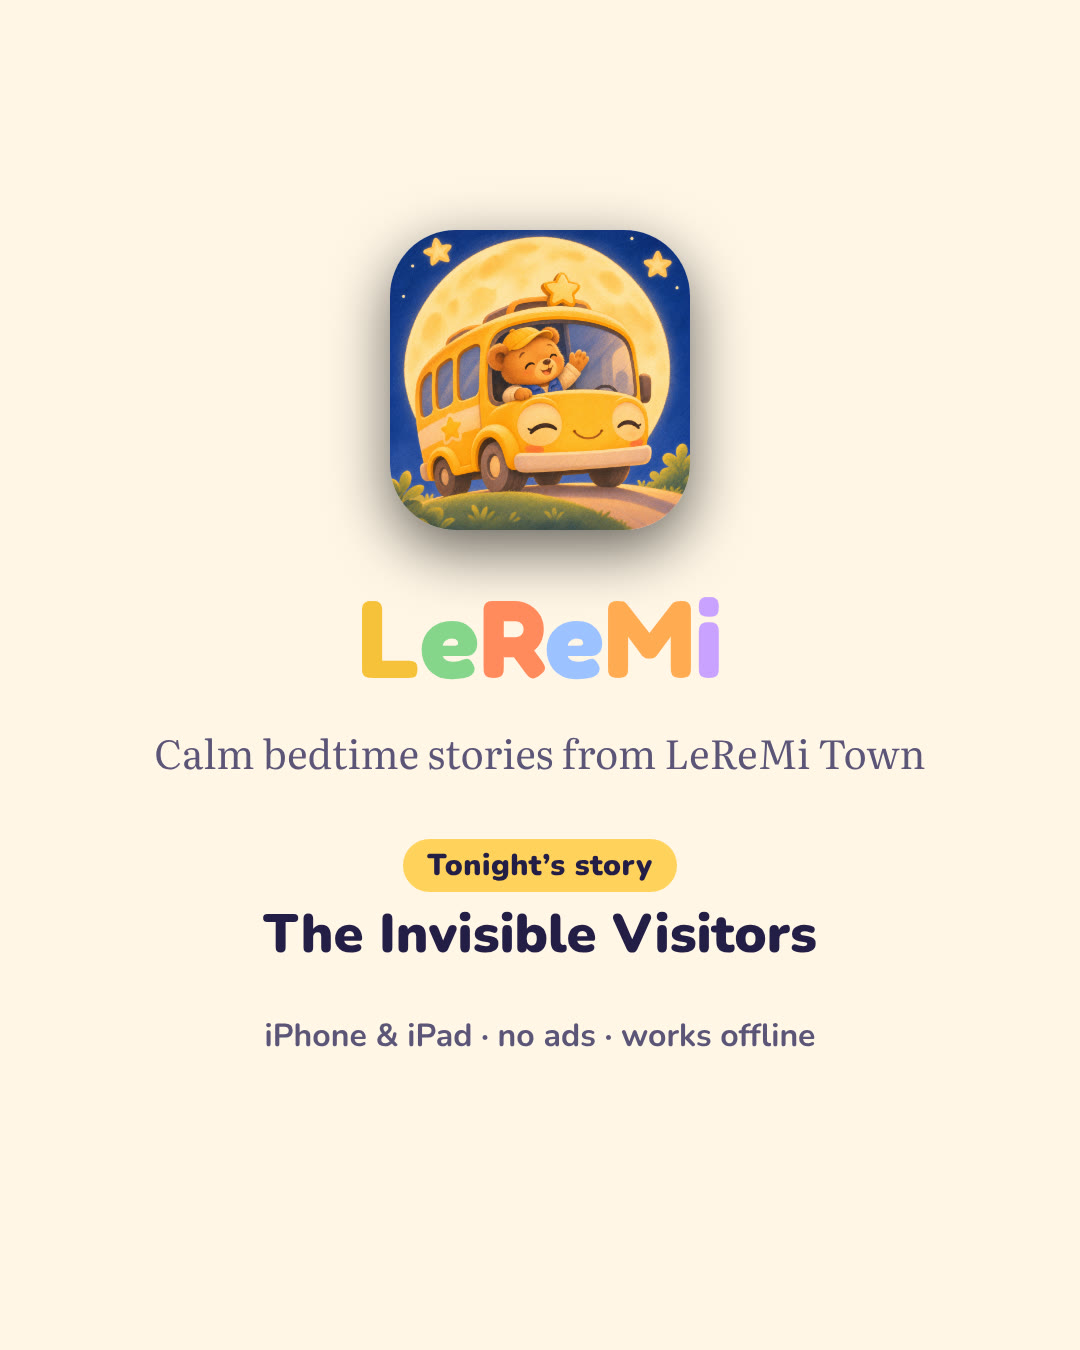 LeReMi
Calm bedtime stories from LeReMi Town
Tonight’s story
The Invisible Visitors
iPhone & iPad · no ads · works offline